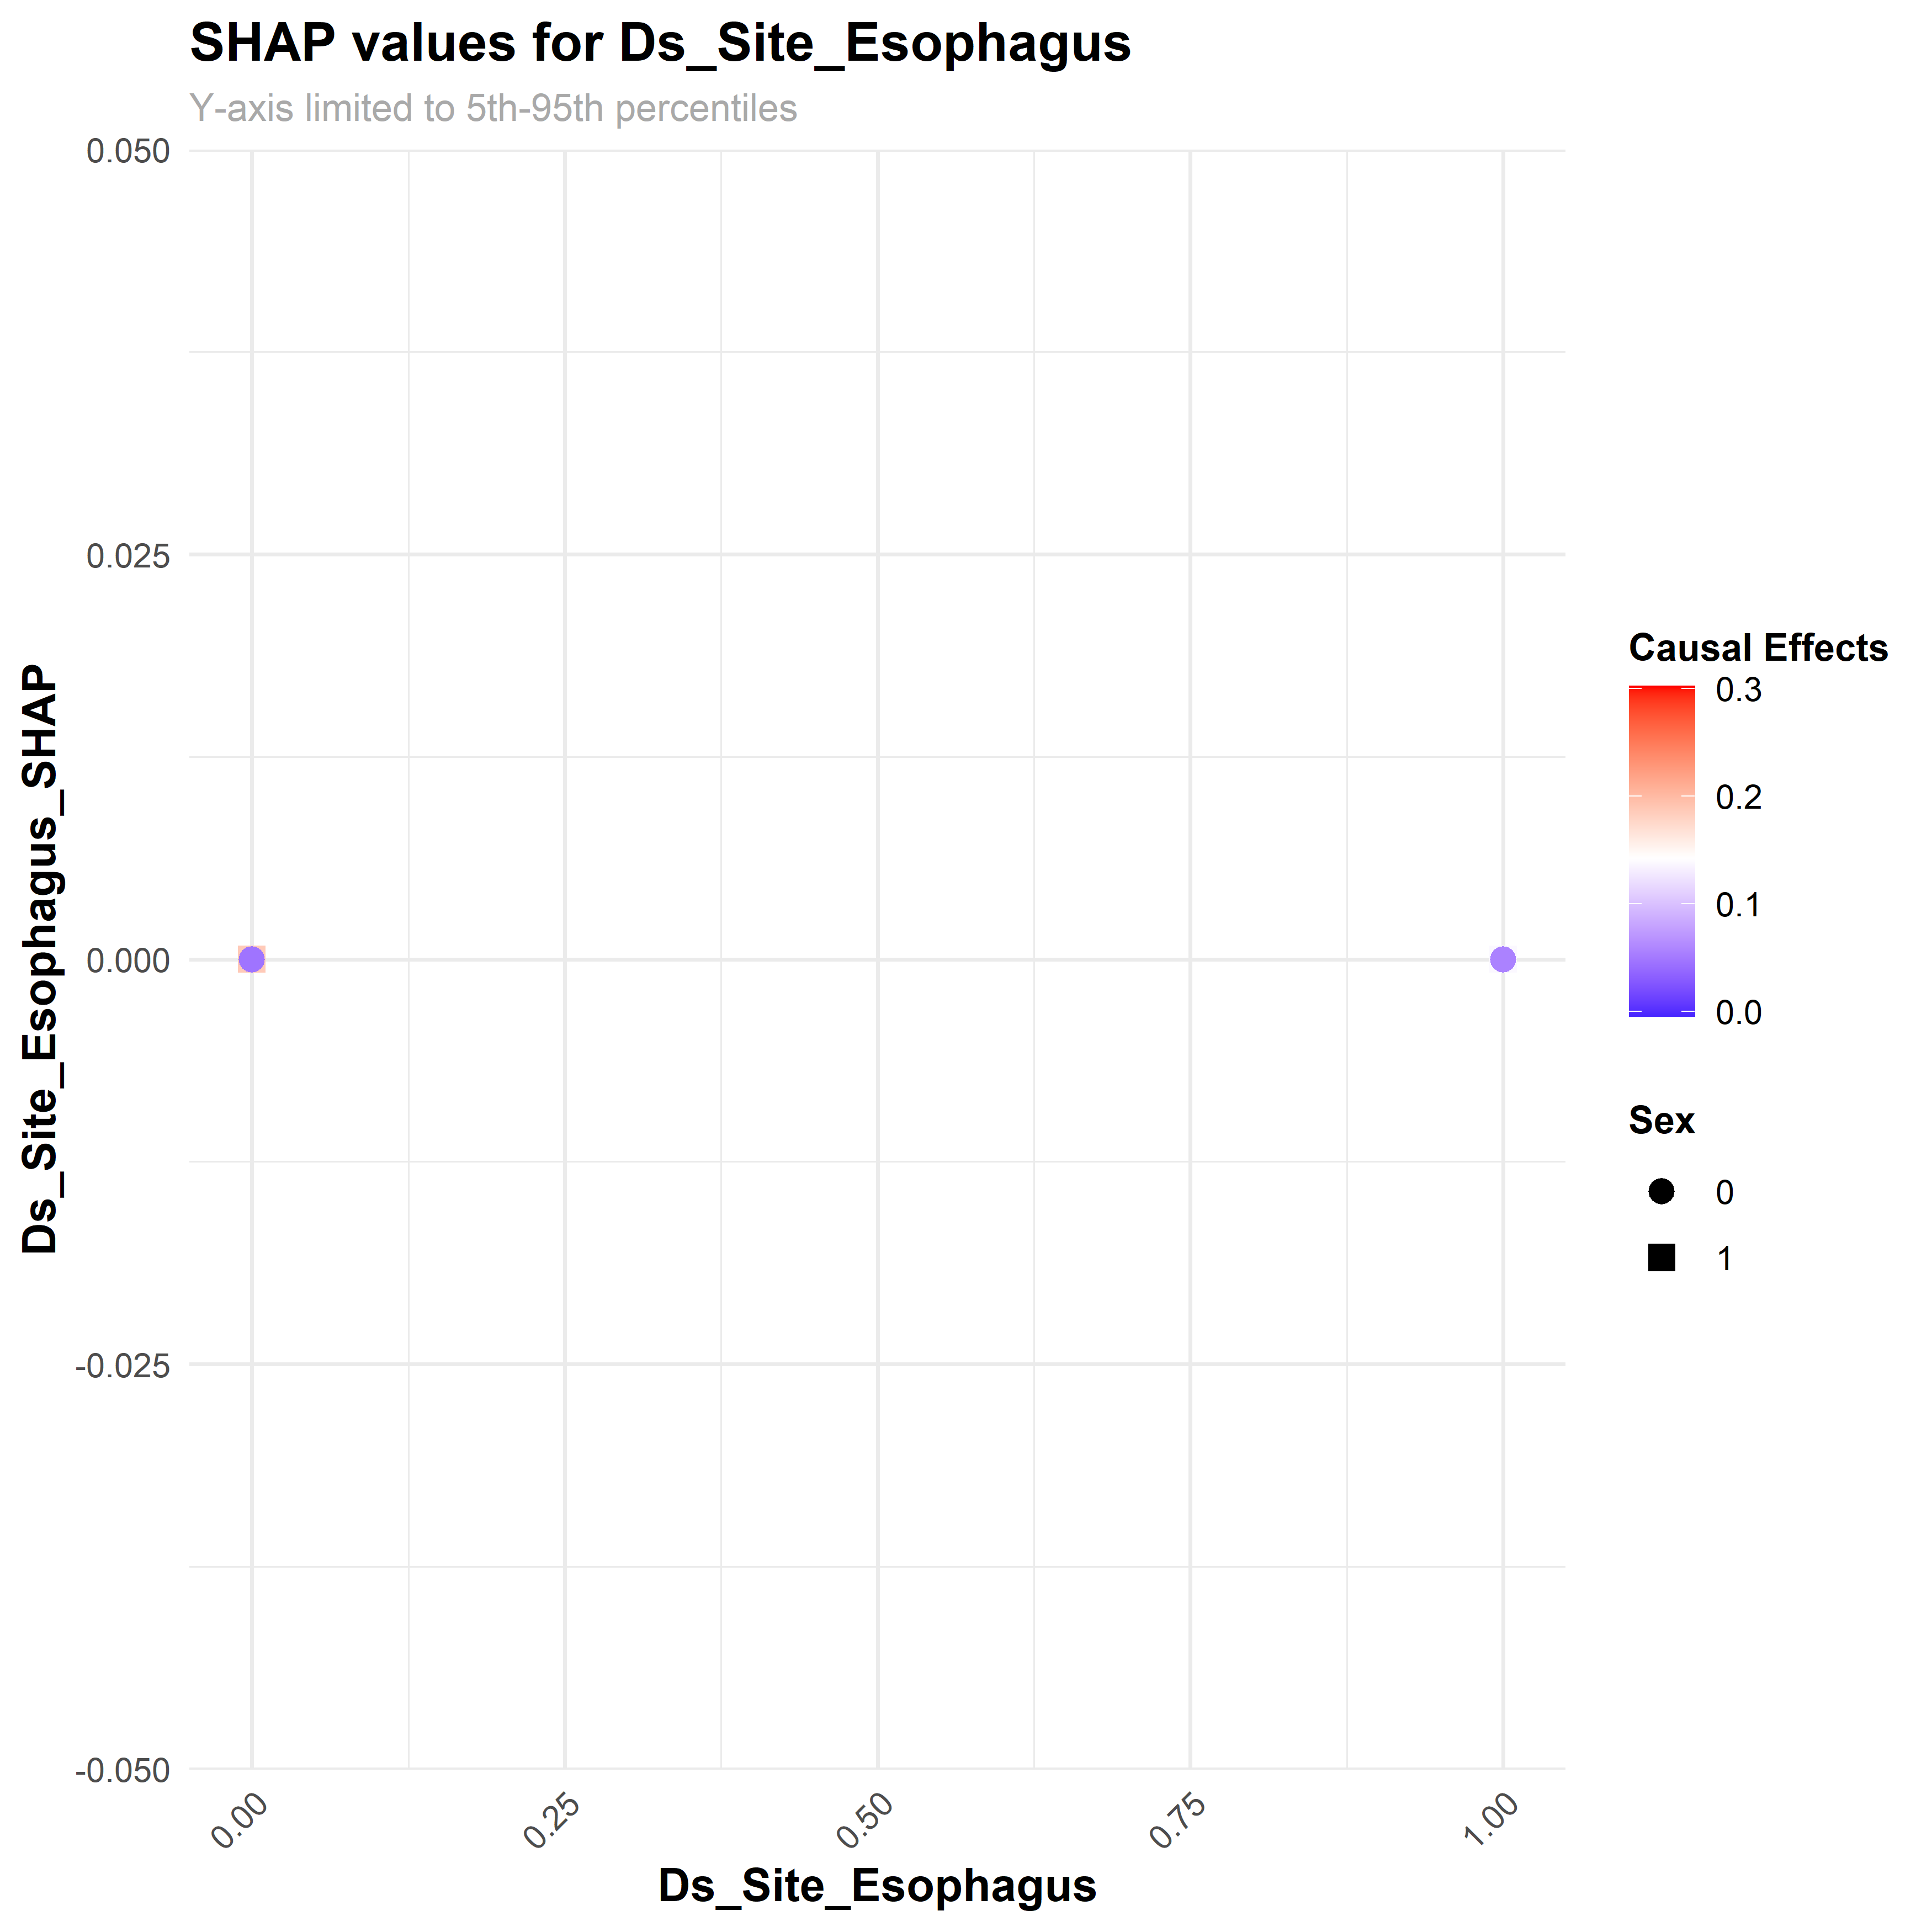 SHAP values for Ds_Site_Esophagus
Y-axis limited to 5th-95th percentiles
Ds_Site_Esophagus_SHAP
0.050
0.025
0.000
-0.025
-0.050
0.00
0.25
0.50
0.75
1.00
Ds_Site_Esophagus
Causal Effects
0.3
0.2
0.1
0.0
Sex
0
1